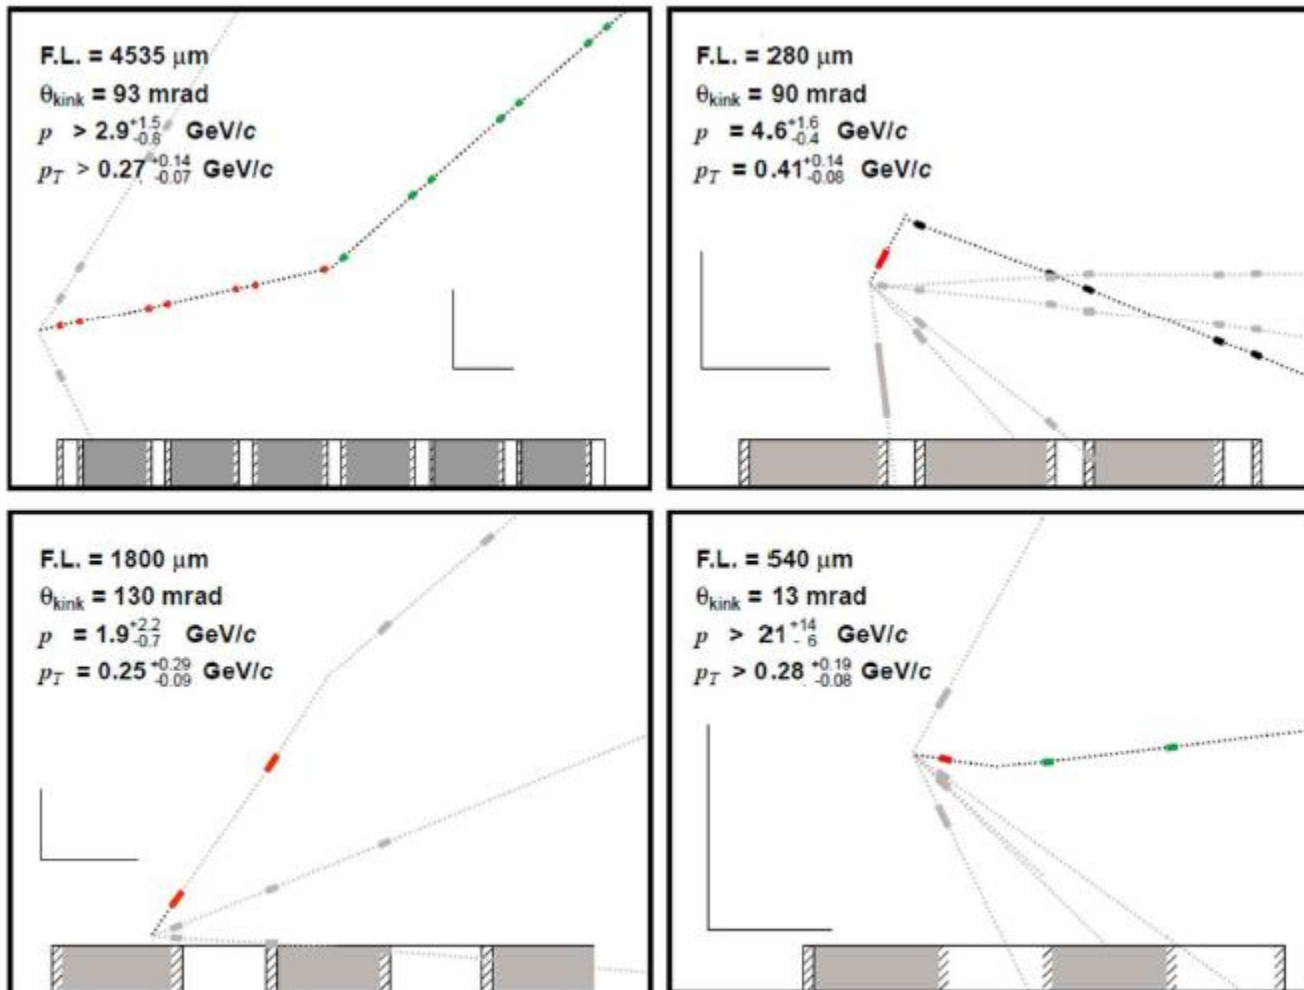 F.L. = 4535 μm
θkink = 93 mrad
p > 2.9 +1.5 -0.8 GeV/c
pT > 0.27 +0.14 -0.07 GeV/c
F.L. = 280 μm
θkink = 90 mrad
p = 4.6 +1.6 -0.4 GeV/c
pT = 0.41 +0.14 -0.08 GeV/c
F.L. = 1800 μm
θkink = 130 mrad
p = 1.9 +2.2 -0.7 GeV/c
pT = 0.25 +0.29 -0.09 GeV/c
F.L. = 540 μm
θkink = 13 mrad
p > 21 +14 -6 GeV/c
pT > 0.28 +0.19 -0.08 GeV/c